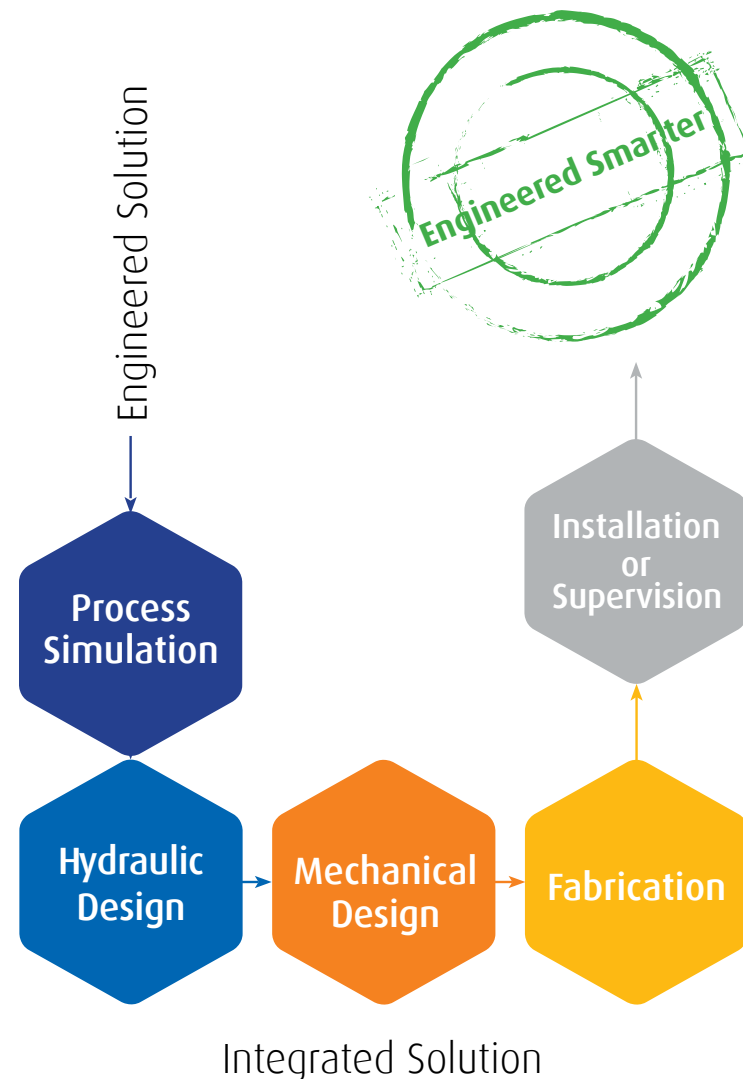 Engineered Solution
Process
Simulation
Hydraulic
Design
Mechanical
Design
Fabrication
Installation
or
Supervision
Engineered Smarter
Integrated Solution